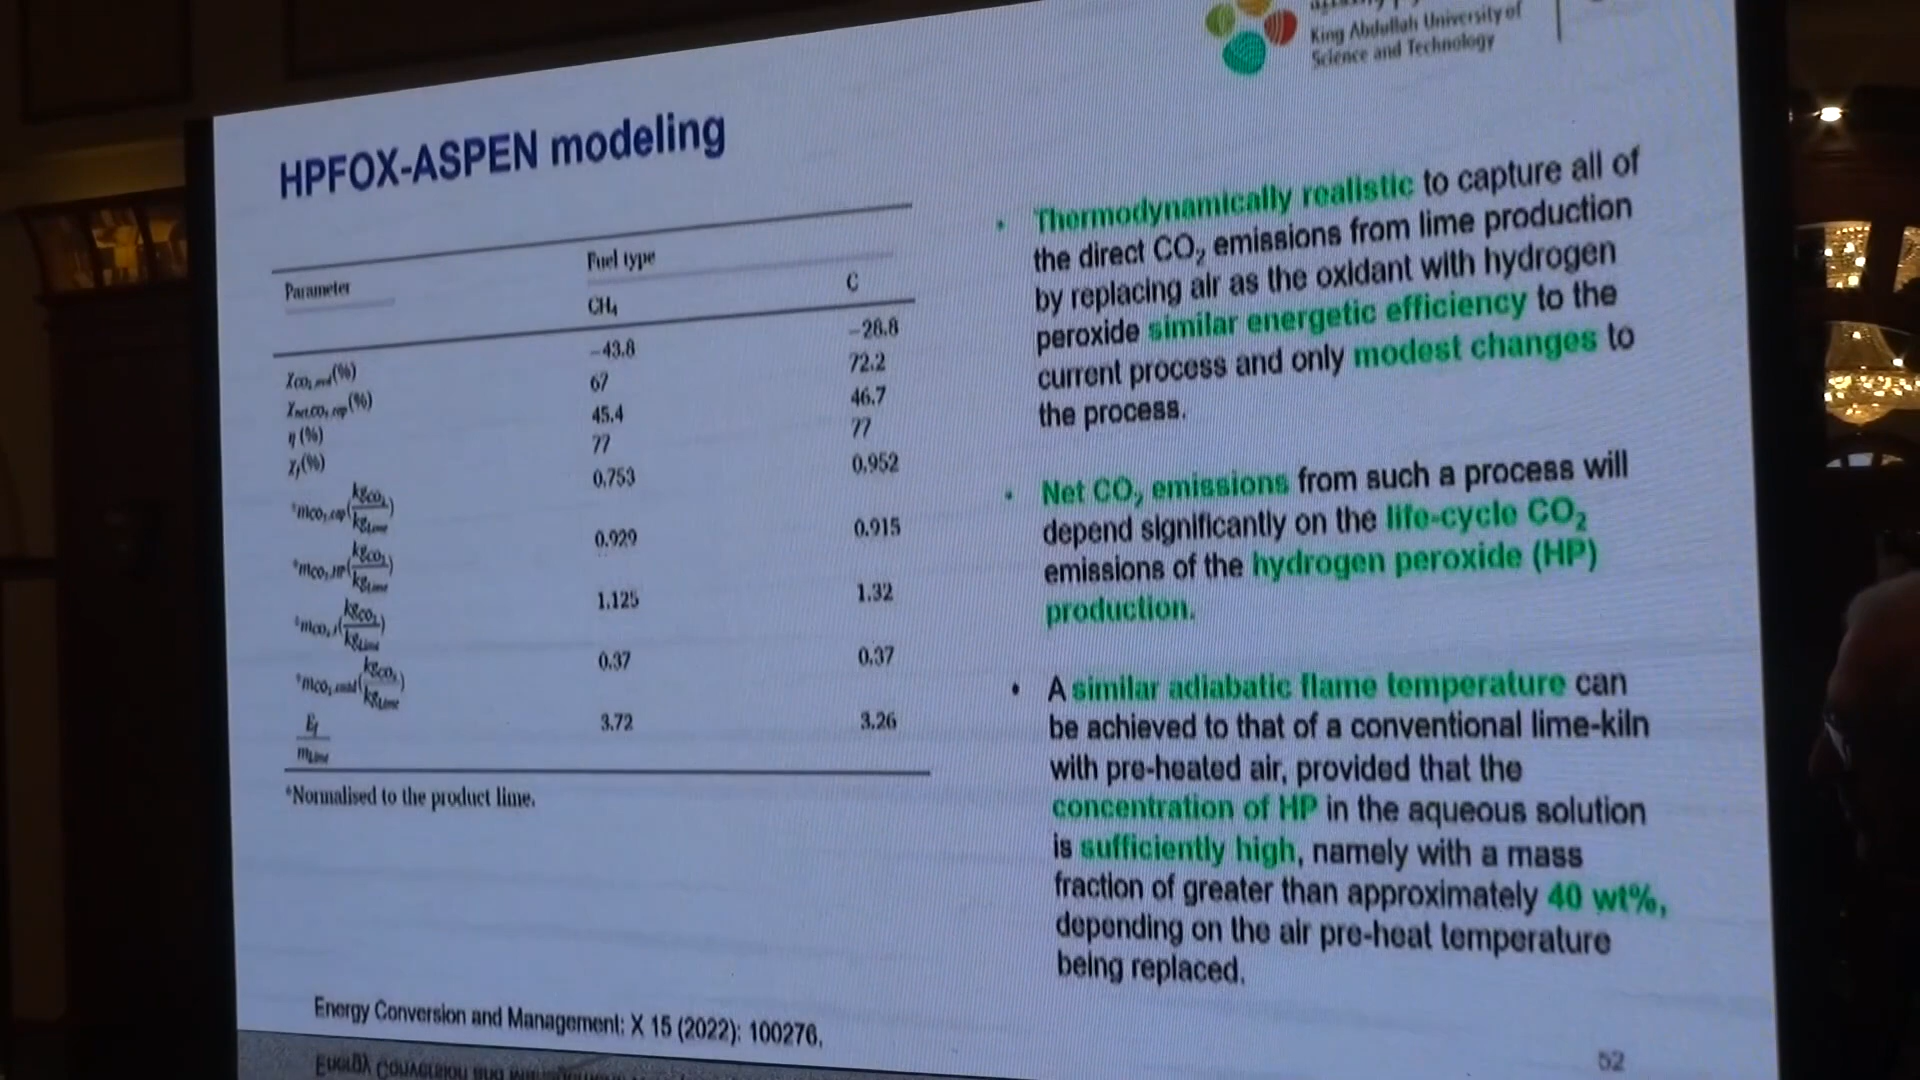 King Abdullah University of
Science and Technology
HPFOX-ASPEN modeling
Parameter
Fuel type
CH₄
C
-43.8
-28.8
67
72.2
η (%)
45.4
46.7
77
77
0.753
0.952
0.929
0.915
1.125
1.32
0.37
0.37
3.72
3.26
*Normalised to the product lime.
• Thermodynamically realistic to capture all of
the direct CO₂ emissions from lime production
by replacing air as the oxidant with hydrogen
peroxide similar energetic efficiency to the
current process and only modest changes to
the process.
• Net CO₂ emissions from such a process will
depend significantly on the life-cycle CO₂
emissions of the hydrogen peroxide (HP)
production.
• A similar adiabatic flame temperature can
be achieved to that of a conventional lime-kiln
with pre-heated air, provided that the
concentration of HP in the aqueous solution
is sufficiently high, namely with a mass
fraction of greater than approximately 40 wt%,
depending on the air pre-heat temperature
being replaced.
Energy Conversion and Management: X 15 (2022): 100276.
52